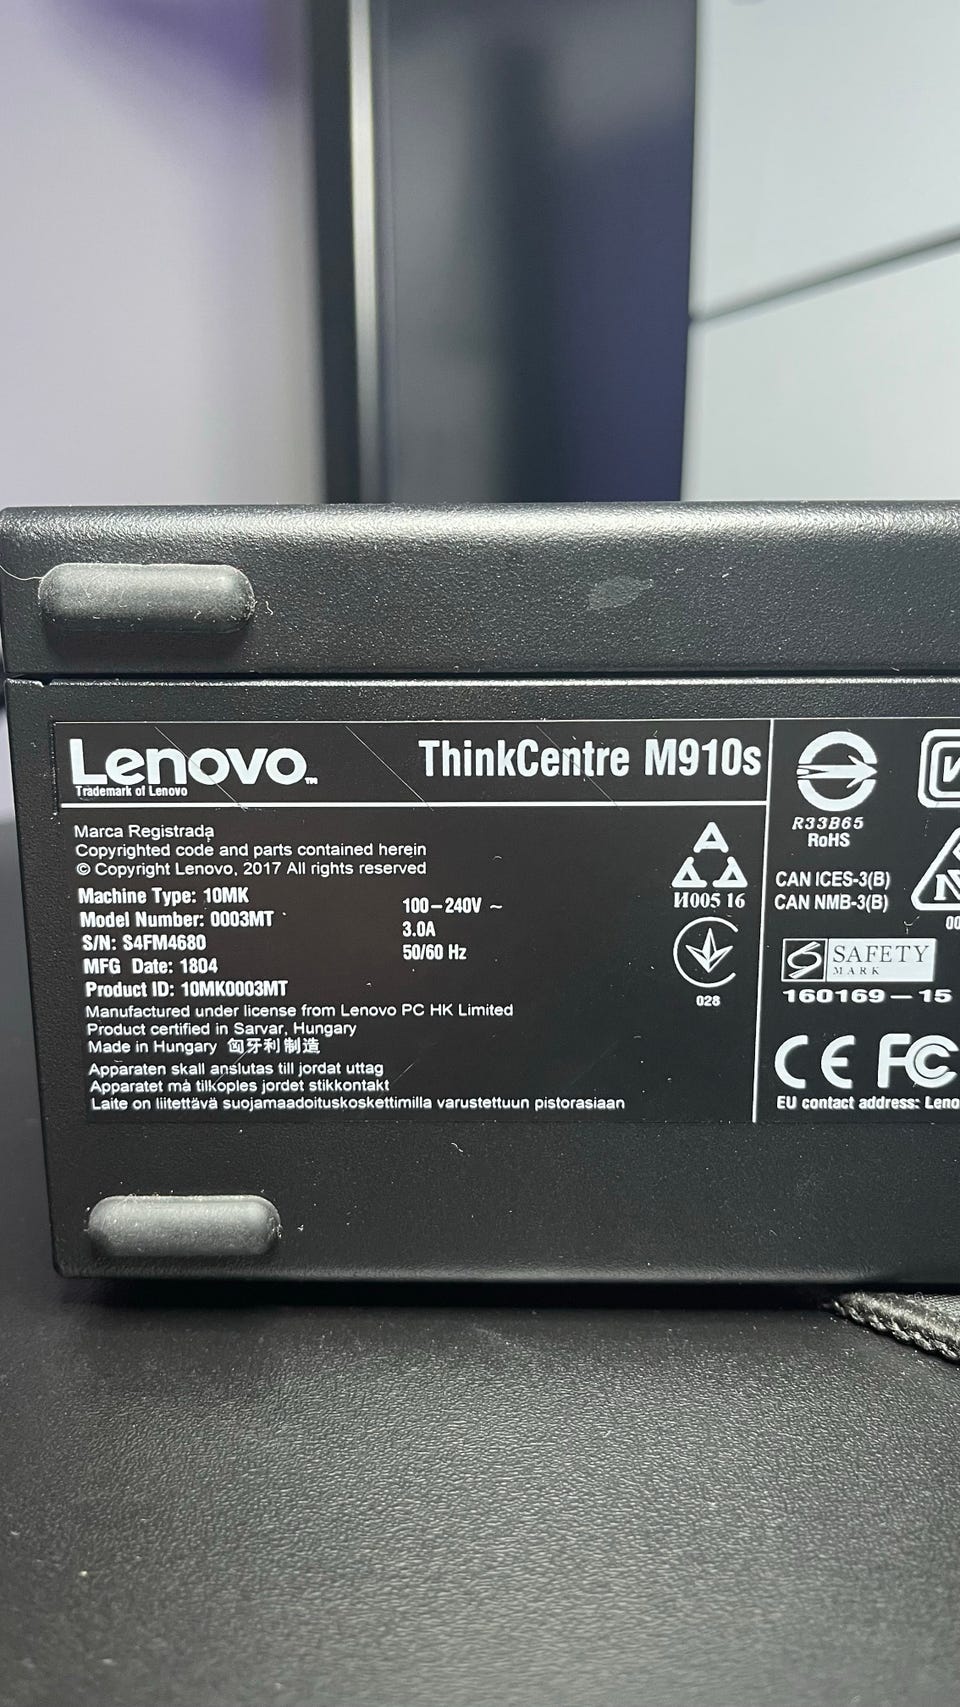 Lenovo™
Trademark of Lenovo
ThinkCentre M910s
Marca Registrada
Copyrighted code and parts contained herein
© Copyright Lenovo, 2017 All rights reserved
Machine Type: 10MK
Model Number: 0003MT
S/N: S4FM4680
MFG Date: 1804
Product ID: 10MK0003MT
100-240V ~
3.0A
50/60 Hz
Manufactured under license from Lenovo PC HK Limited
Product certified in Sarvar, Hungary
Made in Hungary 匈牙利制造
Apparaten skall anslutas till jordat uttag
Apparatet må tilkoples jordet stikkontakt
Laite on liitettävä suojamaadoituskoskettimilla varustettuun pistorasiaan
И005 16
028
R33B65
RoHS
CAN ICES-3(B)
CAN NMB-3(B)
SAFETY
MARK
160169-15
CE FC
EU contact address: Leno
N
00